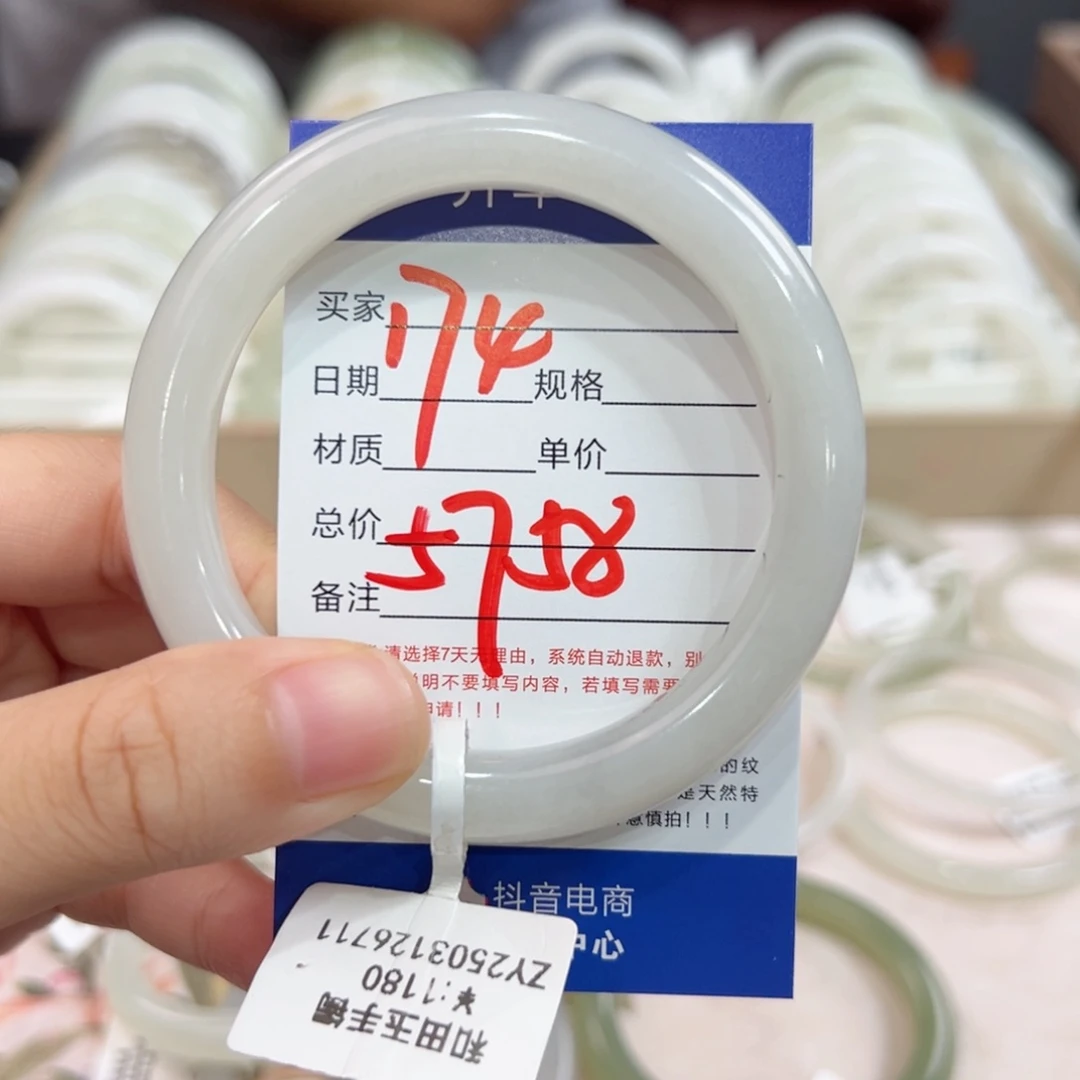 买家
174
日期 规格
材质 单价
总价 5758
备注
请选择7天无理由，系统自动退款，别
说明不要填写内容，若填写需要
申请！！！
的纹
是天然特
慎拍！！！
抖音电商
中心
和田玉手镯
¥:1180
ZY2503126711